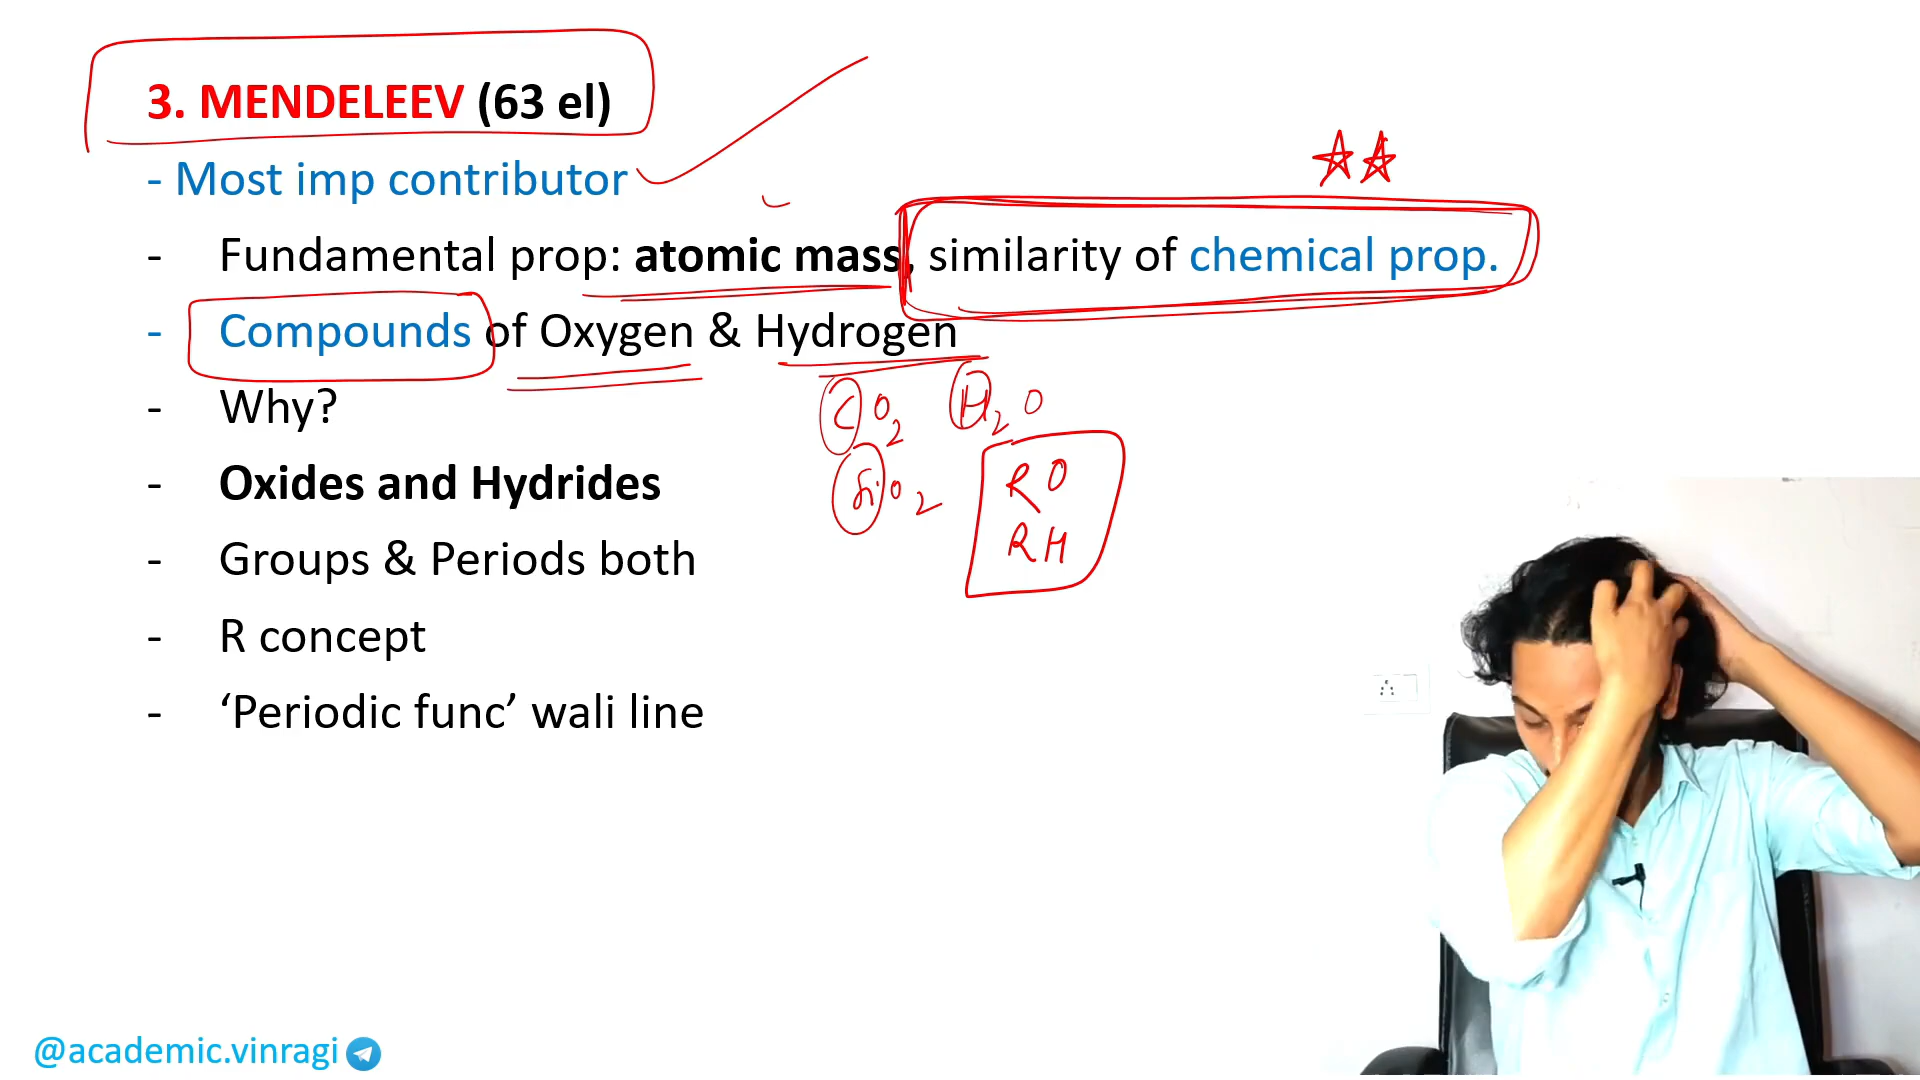 3. MENDELEEV (63 el)
- Most imp contributor
- Fundamental prop: atomic mass, similarity of chemical prop.
- Compounds of Oxygen & Hydrogen
- Why?
CO2 H2O
- Oxides and Hydrides
SiO2
RO
RH
- Groups & Periods both
- R concept
- ‘Periodic func’ wali line
@academic.vinragi